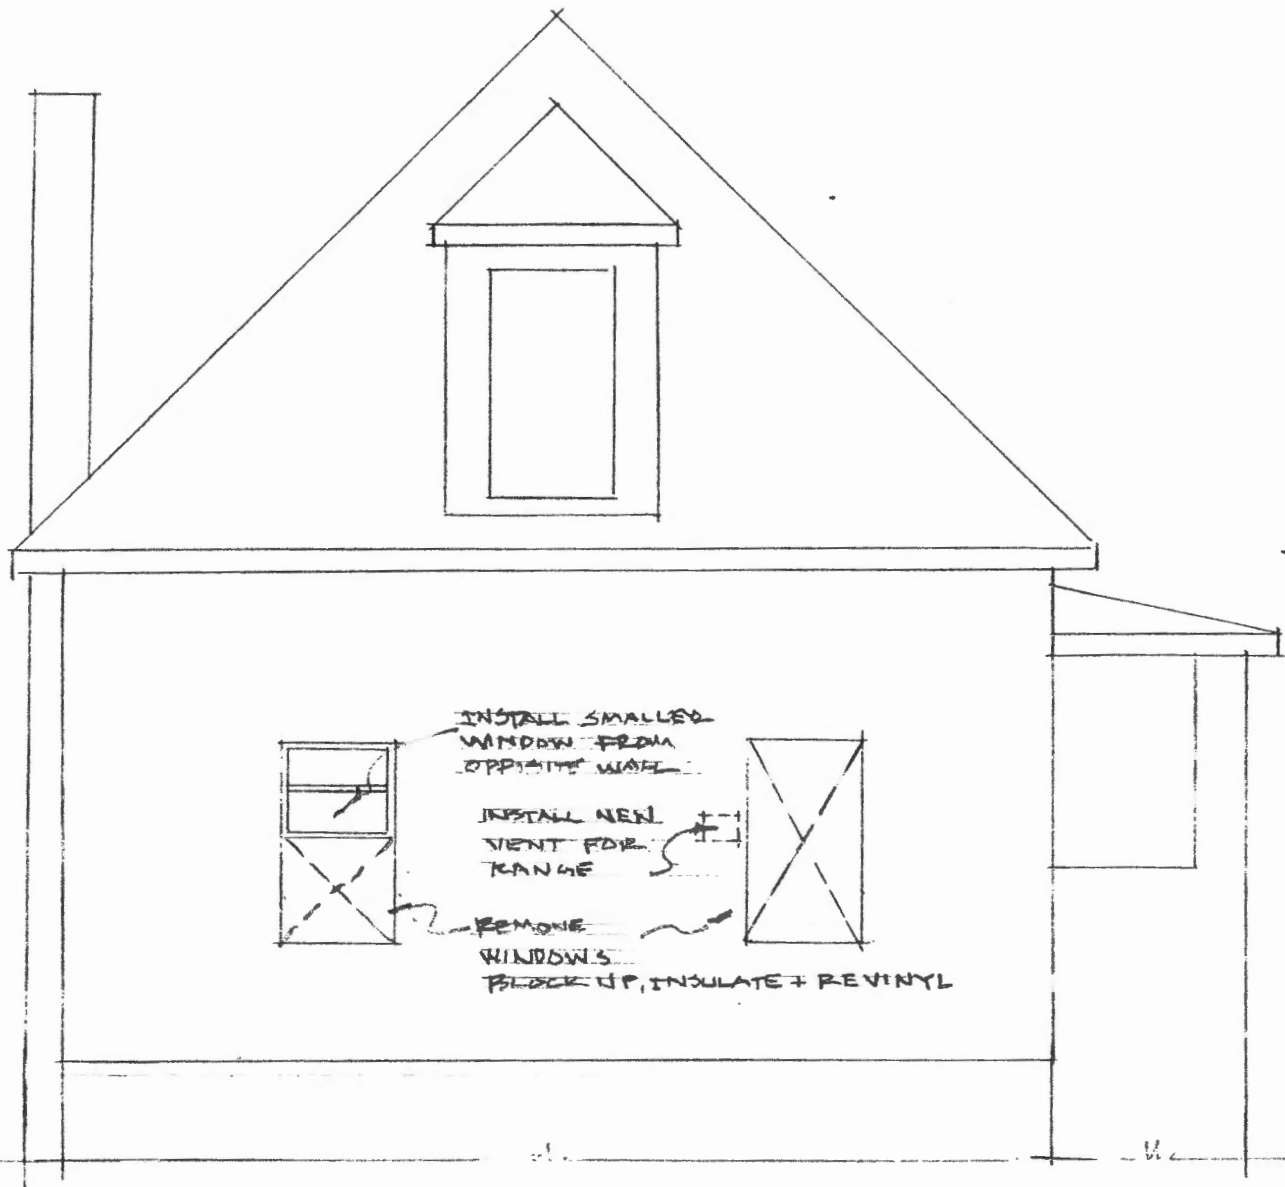 INSTALL SMALLER
WINDOW FROM
OPPOSITE WALL
INSTALL NEW
VENT FOR
RANGE
REMOVE
WINDOWS
BLOCK UP, INSULATE + REVINYL